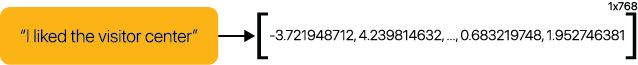 1x768
"I liked the visitor center"
[-3.721948712, 4.239814632, ..., 0.683219748, 1.952746381]